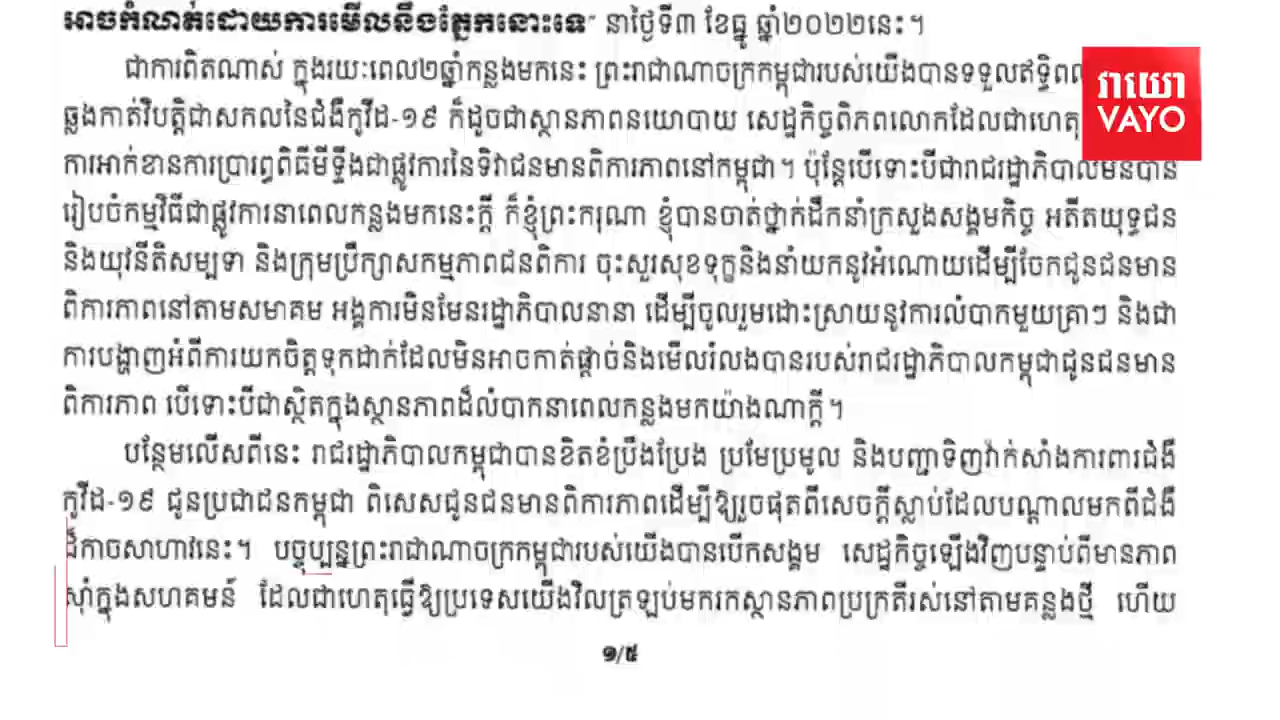 អាចកំណត់ដោយការមើលនឹងភ្នែកនោះទេ" នាថ្ងៃទី៣ ខែធ្នូ ឆ្នាំ២០២២នេះ។
ជាការពិតណាស់ ក្នុងរយៈពេល២ឆ្នាំកន្លងមកនេះ ព្រះរាជាណាចក្រកម្ពុជារបស់យើងបានទទួលឥទ្ធិពល
វាយោ
VAYO
ឆ្លងកាត់វិបត្តិជាសកលនៃជំងឺកូវីដ-១៩ ក៏ដូចជាស្ថានភាពនយោបាយ សេដ្ឋកិច្ចពិភពលោកដែលជាហេតុ
ការអាក់ខានការប្រារព្ធពិធីមីទ្ទីងជាផ្លូវការនៃទិវាជនមានពិការភាពនៅកម្ពុជា។ ប៉ុន្តែបើទោះបីជារាជរដ្ឋាភិបាលមិនបាន
រៀបចំកម្មវិធីជាផ្លូវការនាពេលកន្លងមកនេះក្តី ក៏ខ្ញុំព្រះករុណា ខ្ញុំបានចាត់ថ្នាក់ដឹកនាំក្រសួងសង្គមកិច្ច អតីតយុទ្ធជន
និងយុវនីតិសម្បទា និងក្រុមប្រឹក្សាសកម្មភាពជនពិការ ចុះសួរសុខទុក្ខនិងនាំយកនូវអំណោយដើម្បីចែកជូនជនមាន
ពិការភាពនៅតាមសមាគម អង្គការមិនមែនរដ្ឋាភិបាលនានា ដើម្បីចូលរួមដោះស្រាយនូវការលំបាកមួយគ្រាៗ និងជា
ការបង្ហាញអំពីការយកចិត្តទុកដាក់ដែលមិនអាចកាត់ផ្តាច់និងមើលរំលងបានរបស់រាជរដ្ឋាភិបាលកម្ពុជាជូនជនមាន
ពិការភាព បើទោះបីជាស្ថិតក្នុងស្ថានភាពដ៏លំបាកនាពេលកន្លងមកយ៉ាងណាក្តី។
បន្ថែមលើសពីនេះ រាជរដ្ឋាភិបាលកម្ពុជាបានខិតខំប្រឹងប្រែង ប្រមែប្រមូល និងបញ្ជាទិញវ៉ាក់សាំងការពារជំងឺ
កូវីដ-១៩ ជូនប្រជាជនកម្ពុជា ពិសេសជូនជនមានពិការភាពដើម្បីឱ្យរួចផុតពីសេចក្តីស្លាប់ដែលបណ្តាលមកពីជំងឺ
ដ៏កាចសាហាវនេះ។ បច្ចុប្បន្នព្រះរាជាណាចក្រកម្ពុជារបស់យើងបានបើកសង្គម សេដ្ឋកិច្ចឡើងវិញបន្ទាប់ពីមានភាព
ស៊ាំក្នុងសហគមន៍ ដែលជាហេតុធ្វើឱ្យប្រទេសយើងវិលត្រឡប់មករកស្ថានភាពប្រក្រតីរស់នៅតាមគន្លងថ្មី ហើយ
១/៥